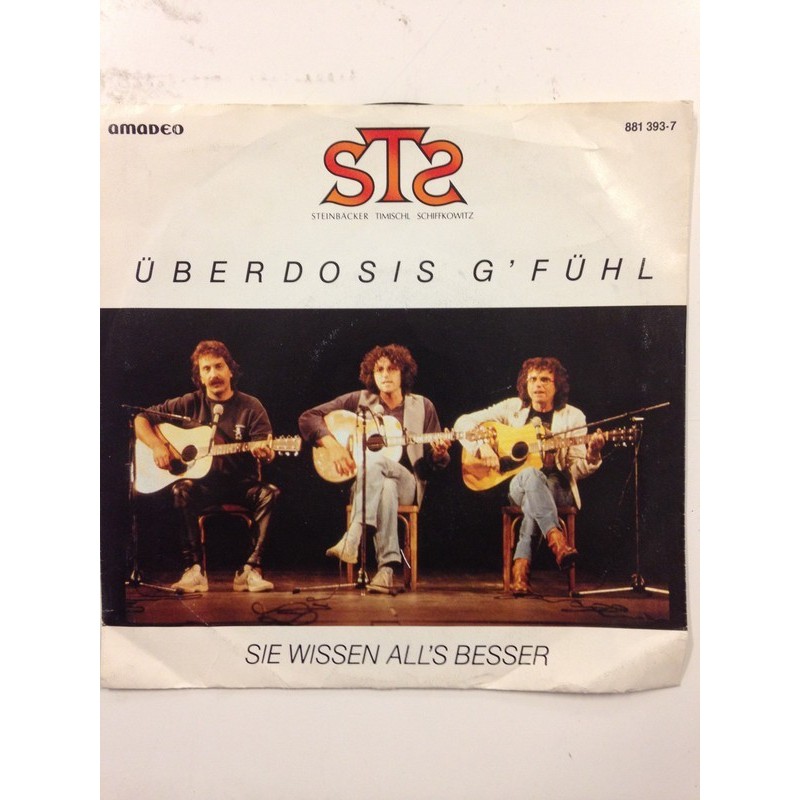 amadeo
881 393-7
STS
STEINBÄCKER TIMISCHL SCHIFFKOWITZ
ÜBERDOSIS G'FÜHL
SIE WISSEN ALL'S BESSER